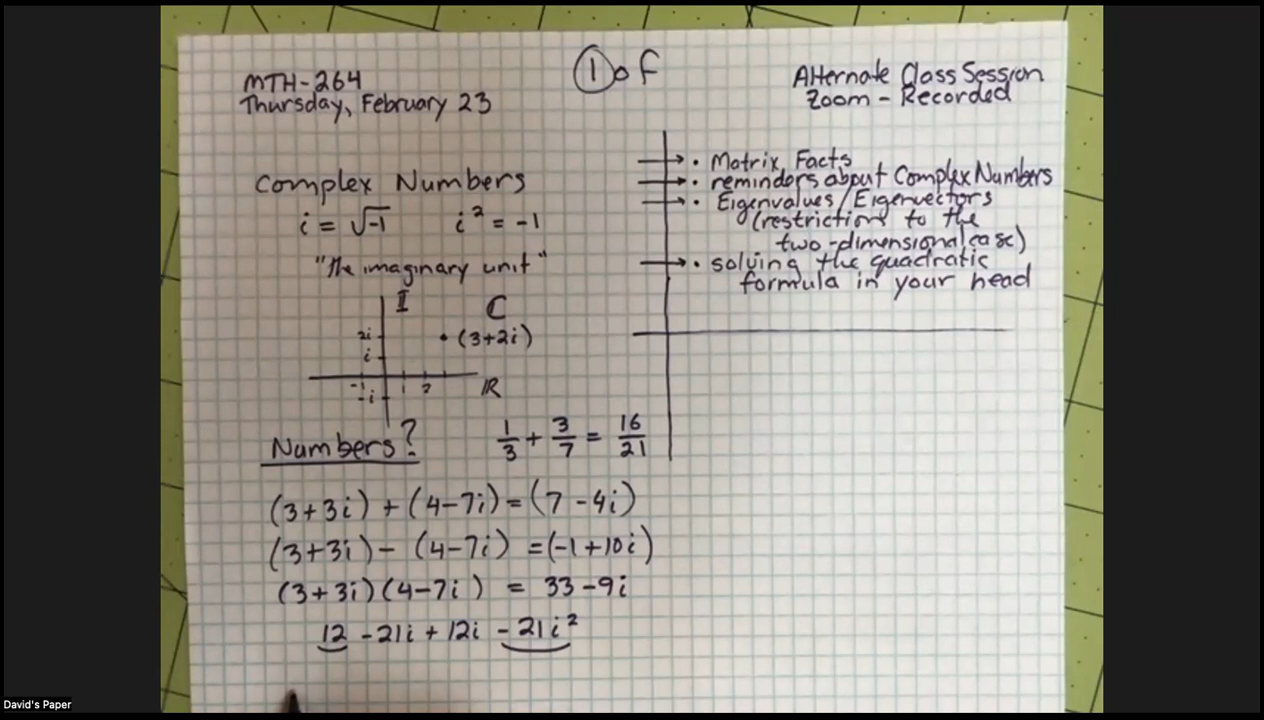 MTH-264
Thursday, February 23
① of
Alternate Class Session
Zoom - Recorded
Complex Numbers
i = √-1    i² = -1
"the imaginary unit"
I    C
2i
i
-i
-1 1 2
(3+2i)
R
Numbers?    1/3 + 3/7 = 16/21
(3+3i) + (4-7i) = (7-4i)
(3+3i) - (4-7i) = (-1+10i)
(3+3i)(4-7i) = 33-9i
12 -21i + 12i - 21i²
→ • Matrix Facts
→ • reminders about Complex Numbers
→ • Eigenvalues/Eigenvectors
(restriction to the
two-dimensional case)
→ • solving the quadratic
formula in your head
David's Paper